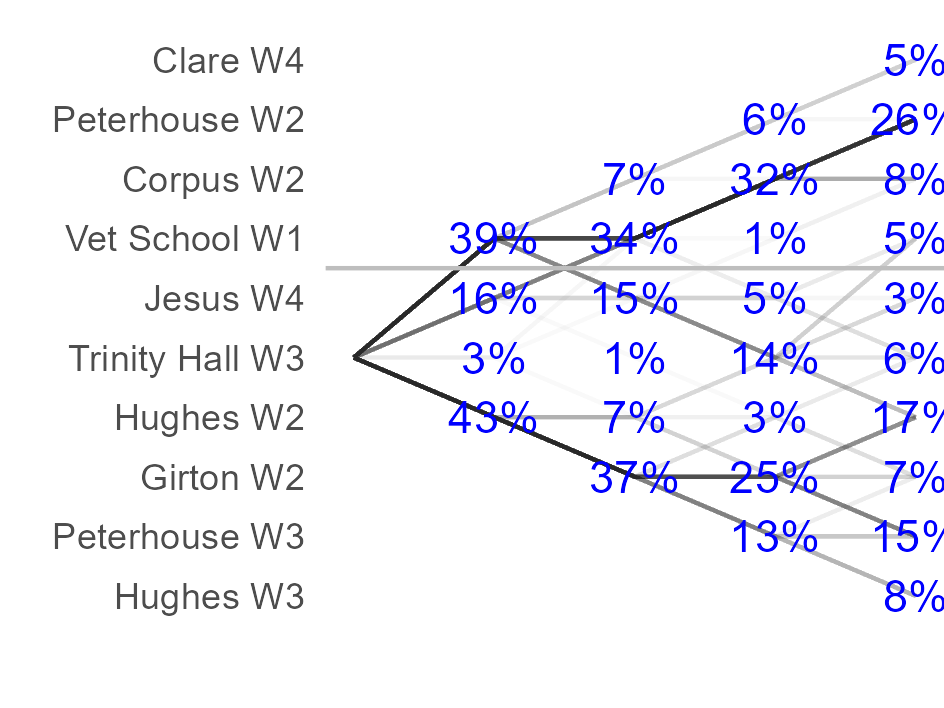 Clare W4 5%
Peterhouse W2 6% 26%
Corpus W2 7% 32% 8%
Vet School W1 39% 34% 1% 5%
Jesus W4 16% 15% 5% 3%
Trinity Hall W3 3% 1% 14% 6%
Hughes W2 43% 7% 3% 17%
Girton W2 37% 25% 7%
Peterhouse W3 13% 15%
Hughes W3 8%